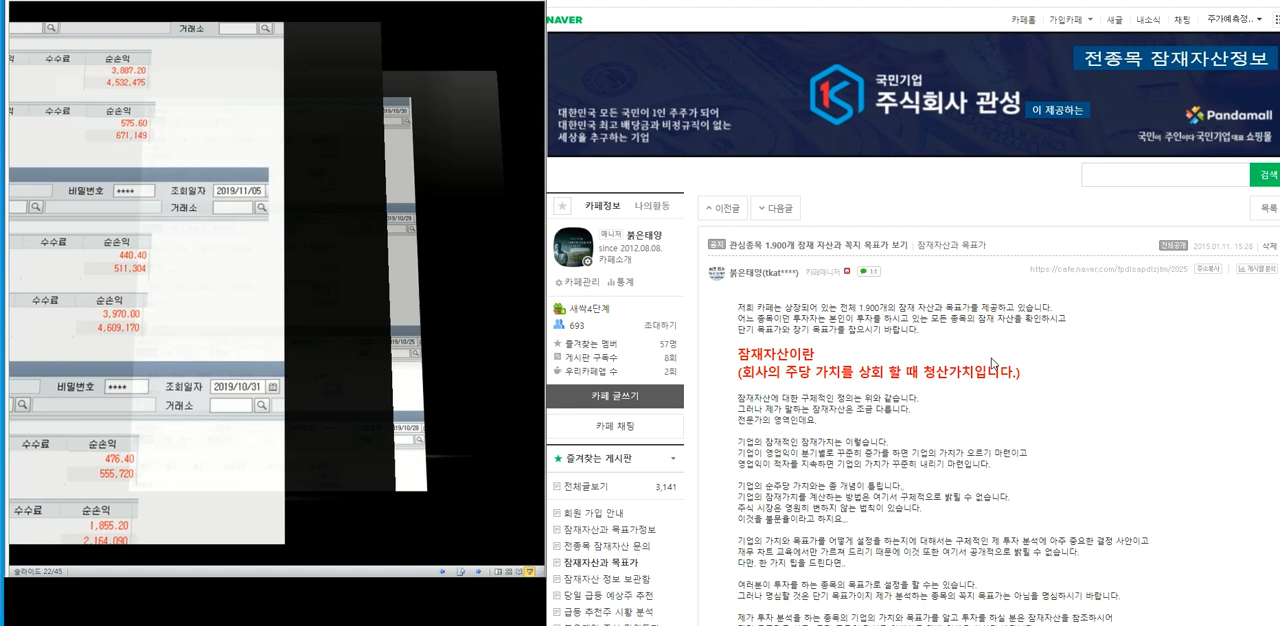 거래소
수수료 순손익
3,887.20
4,532,475
수수료 순손익
575.60
671,149
비밀번호 **** 조회일자 2019/11/05
거래소
수수료 순손익
440.40
511,304
수수료 순손익
3,970.00
4,609,170
비밀번호 **** 조회일자 2019/10/31
거래소
수수료 순손익
476.40
555,720
수수료 순손익
1,855.20
2,164,090
슬라이드 22/45
NAVER
카페홈 가입카페 새글 내소식 채팅 주가예측정..
전종목 잠재자산정보
대한민국 모든 국민이 1인 주주가 되어
대한민국 최고 배당금과 비정규직이 없는
세상을 추구하는 기업
국민기업
주식회사 관성 이 제공하는
Pandamall
국민이 주인이다 국민기업대표 쇼핑몰
검색
카페정보 나의활동
매니저 붉은태양
since 2012.08.08.
카페소개
카페관리 통계
새싹4단계
693 초대하기
즐겨찾는 멤버 57명
게시판 구독수 8회
우리카페앱 수 2회
카페 글쓰기
카페 채팅
즐겨찾는 게시판
전체글보기 3,141
회원 가입 안내
잠재자산과 목표가정보
전종목 잠재자산 문의
잠재자산과 목표가
잠재자산 정보 보관함
당일 급등 예상주 추천
급등 추천주 시황 분석
이전글 다음글 목록
공지 관심종목 1.900개 잠재 자산과 꼭지 목표가 보기 | 잠재자산과 목표가 전체공개 2015.01.11. 15:28 삭제
붉은태양(tkat****) 카페매니저 1:1 https://cafe.naver.com/fpdlsapdlzjtm/2025 주소복사 게시물분석
저희 카페는 상장되어 있는 전체 1.900개의 잠재 자산과 목표가를 제공하고 있습니다.
어느 종목이던 투자자는 본인이 투자를 하시고 있는 모든 종목의 잠재 자산을 확인하시고
단기 목표가와 장기 목표가를 잡으시기 바랍니다.
잠재자산이란
(회사의 주당 가치를 상회 할 때 청산가치입니다.)
잠재자산에 대한 구체적인 정의는 위와 같습니다.
그러나 제가 말하는 잠재자산은 조금 다릅니다.
전문가의 영역인데요.
기업의 잠재적인 잠재가치는 이렇습니다.
기업이 영업익이 분기별로 꾸준히 증가를 하면 기업의 가치가 오르기 마련이고
영업익이 적자를 지속하면 기업의 가치가 꾸준히 내리기 마련입니다.
기업의 순주당 가치와는 좀 개념이 틀립니다.
기업의 잠재가치를 계산하는 방법은 여기서 구체적으로 밝힐 수 없습니다.
주식 시장은 영원히 변하지 않는 법칙이 있습니다.
이것을 불문율이라고 하지요...
기업의 가치와 목표가를 어떻게 설정을 하는지에 대해서는 구체적인 제 투자 분석에 아주 중요한 결정 사안이고
재무 차트 교육에서만 가르쳐 드리기 때문에 이것 또한 여기서 공개적으로 밝힐 수 없습니다.
다만, 한 가지 팁을 드린다면..
여러분이 투자를 하는 종목의 목표가로 설정을 할 수는 있습니다.
그러나 명심할 것은 단기 목표가이지 제가 분석하는 종목의 꼭지 목표가는 아님을 명심하시기 바랍니다.
제가 투자 분석을 하는 종목의 기업의 가치와 목표가를 알고 투자를 하실 분은 잠재자산을 참조하시어